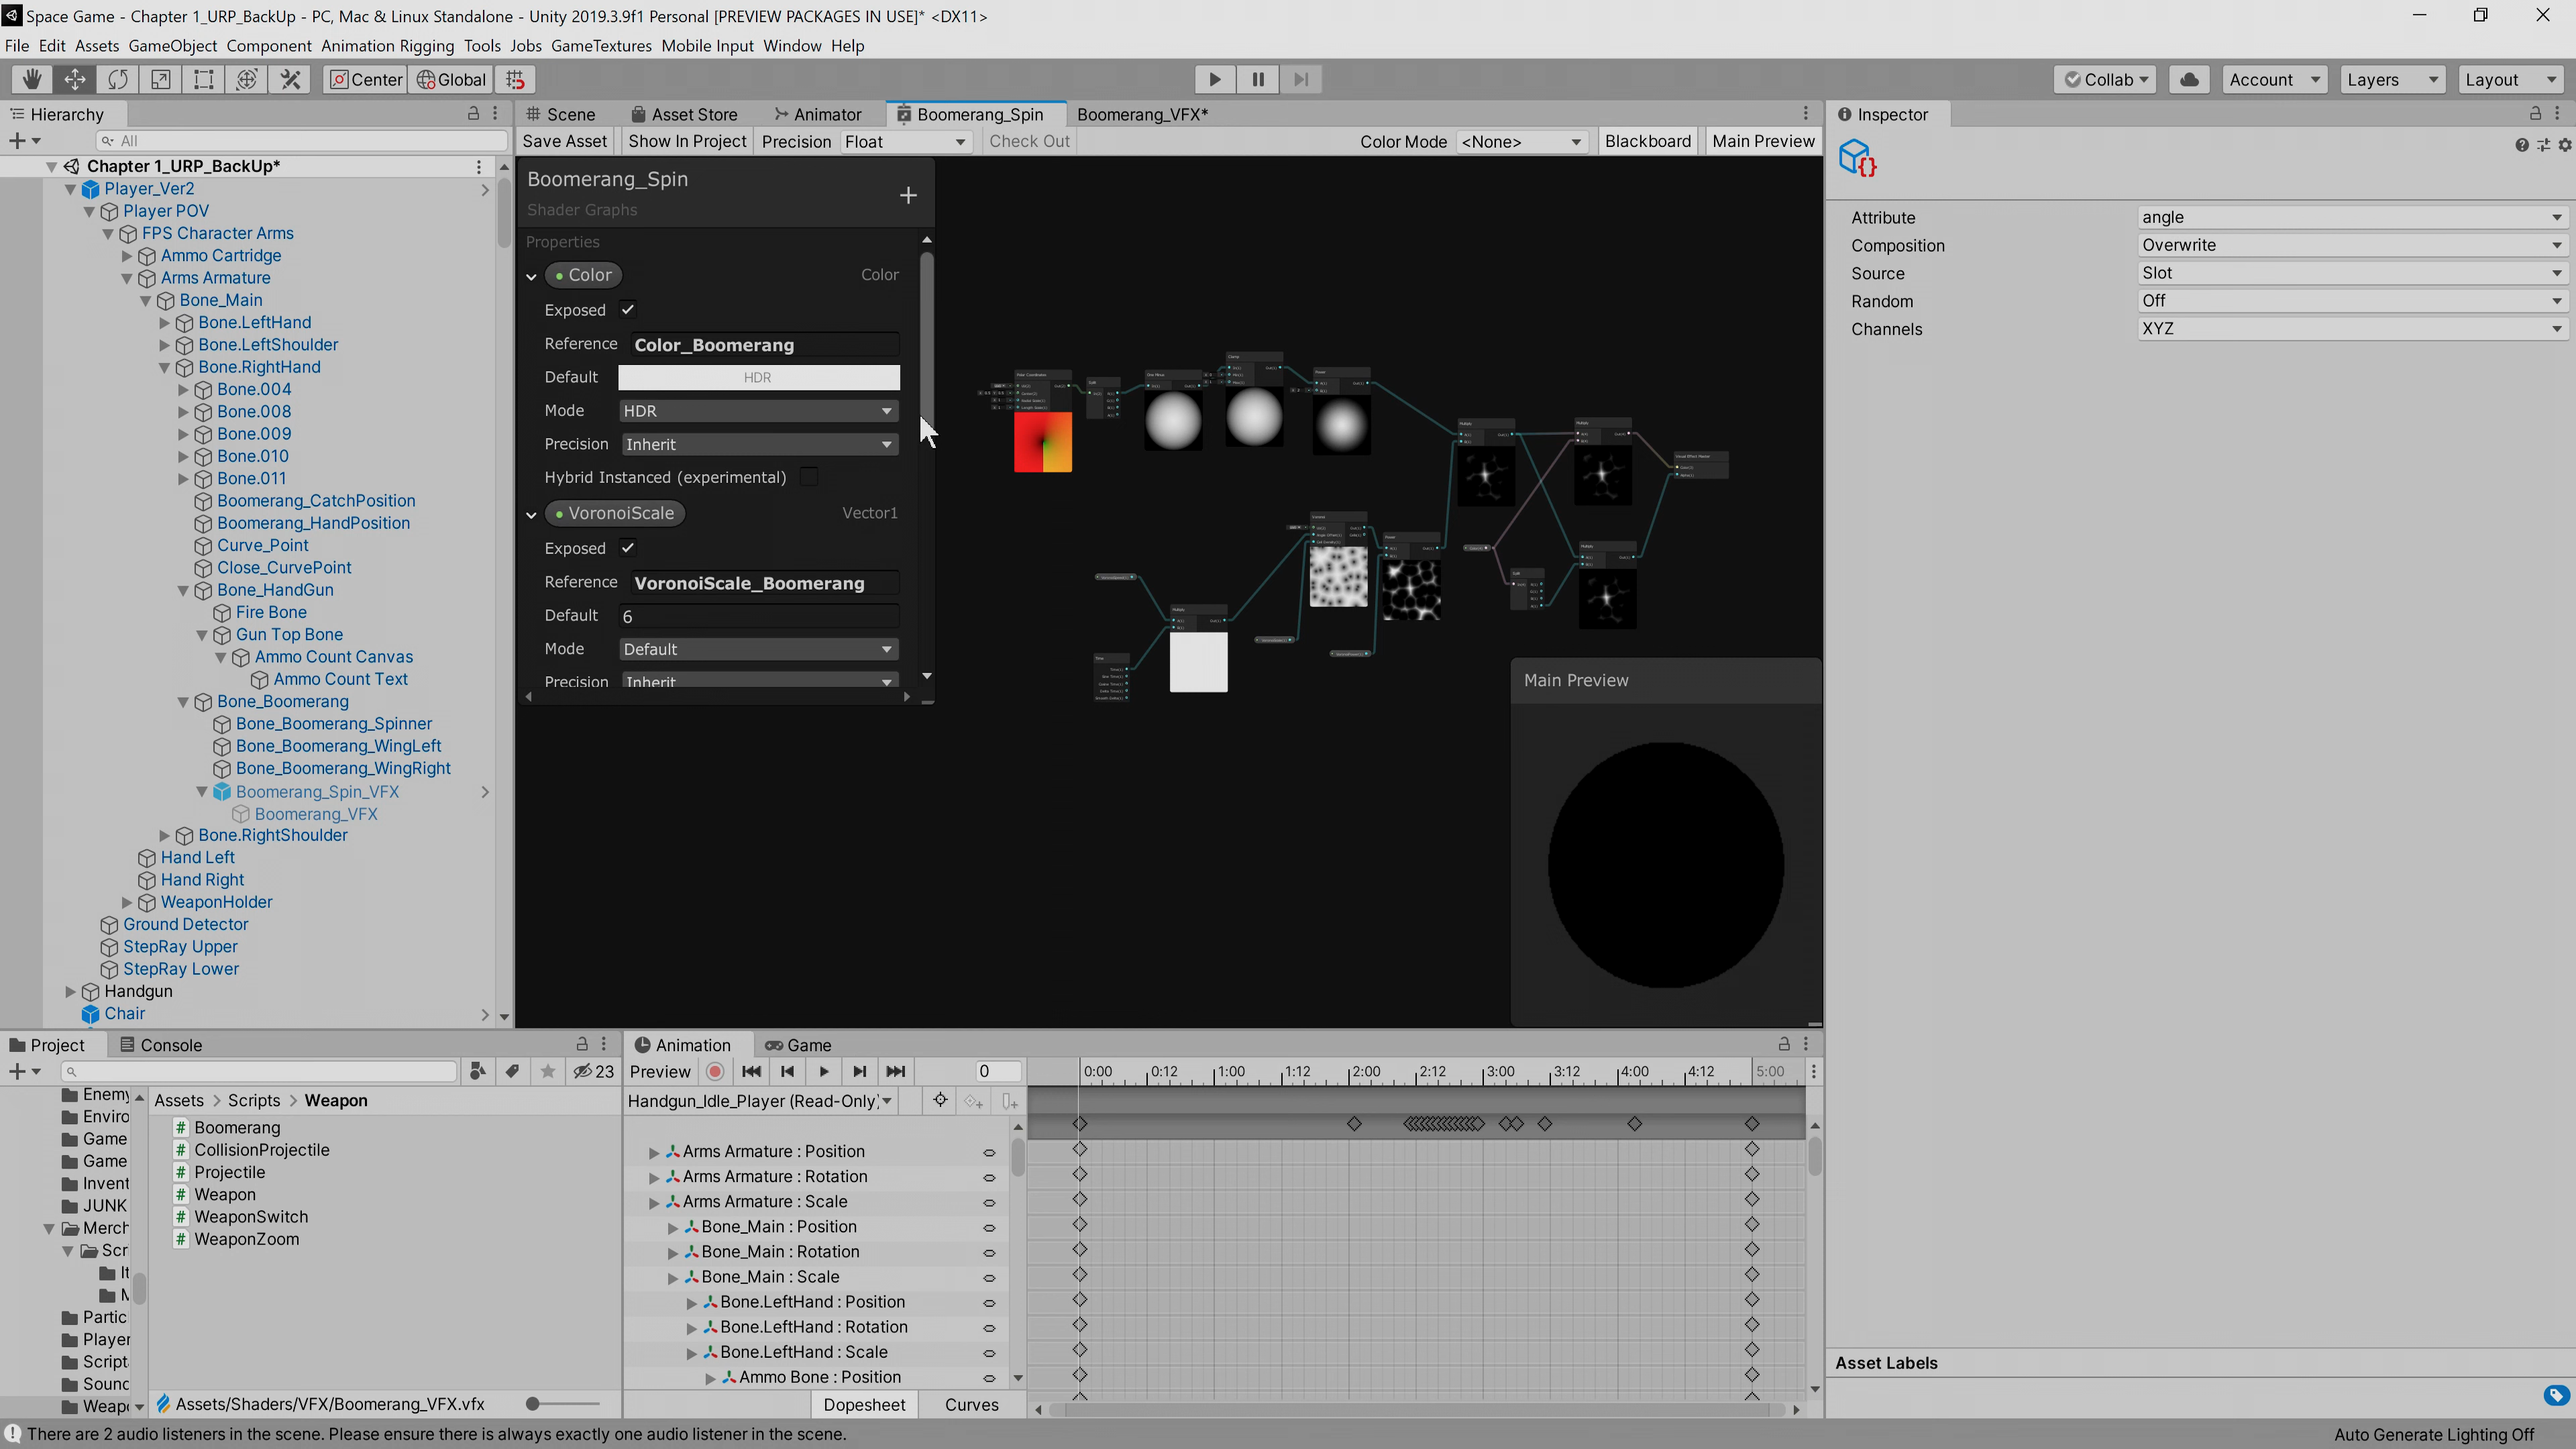 Space Game - Chapter 1_URP_BackUp - PC, Mac & Linux Standalone - Unity 2019.3.9f1 Personal [PREVIEW PACKAGES IN USE]* <DX11>
File Edit Assets GameObject Component Animation Rigging Tools Jobs GameTextures Mobile Input Window Help
Center Global Collab Account Layers Layout
Hierarchy
All
Chapter 1_URP_BackUp*
Player_Ver2
Player POV
FPS Character Arms
Ammo Cartridge
Arms Armature
Bone_Main
Bone.LeftHand
Bone.LeftShoulder
Bone.RightHand
Bone.004
Bone.008
Bone.009
Bone.010
Bone.011
Boomerang_CatchPosition
Boomerang_HandPosition
Curve_Point
Close_CurvePoint
Bone_HandGun
Fire Bone
Gun Top Bone
Ammo Count Canvas
Ammo Count Text
Bone_Boomerang
Bone_Boomerang_Spinner
Bone_Boomerang_WingLeft
Bone_Boomerang_WingRight
Boomerang_Spin_VFX
Boomerang_VFX
Bone.RightShoulder
Hand Left
Hand Right
WeaponHolder
Ground Detector
StepRay Upper
StepRay Lower
Handgun
Chair
Scene Asset Store Animator Boomerang_Spin Boomerang_VFX*
Save Asset Show In Project Precision Float Check Out Color Mode <None> Blackboard Main Preview
Boomerang_Spin
Shader Graphs
Properties
Color Color
Exposed
Reference Color_Boomerang
Default HDR
Mode HDR
Precision Inherit
Hybrid Instanced (experimental)
VoronoiScale Vector1
Exposed
Reference VoronoiScale_Boomerang
Default 6
Mode Default
Precision Inherit
Main Preview
Inspector
Attribute angle
Composition Overwrite
Source Slot
Random Off
Channels XYZ
Asset Labels
Project Console
23
Enemy
Enviro
Game
Game
Invent
JUNK
Merch
Scr
It
Partic
Player
Script
Sound
Weapo
Assets > Scripts > Weapon
Boomerang
CollisionProjectile
Projectile
Weapon
WeaponSwitch
WeaponZoom
Assets/Shaders/VFX/Boomerang_VFX.vfx
Animation Game
Preview 0
0:00 0:12 1:00 1:12 2:00 2:12 3:00 3:12 4:00 4:12 5:00
Handgun_Idle_Player (Read-Only)
Arms Armature : Position
Arms Armature : Rotation
Arms Armature : Scale
Bone_Main : Position
Bone_Main : Rotation
Bone_Main : Scale
Bone.LeftHand : Position
Bone.LeftHand : Rotation
Bone.LeftHand : Scale
Ammo Bone : Position
Dopesheet Curves
There are 2 audio listeners in the scene. Please ensure there is always exactly one audio listener in the scene.
Auto Generate Lighting Off